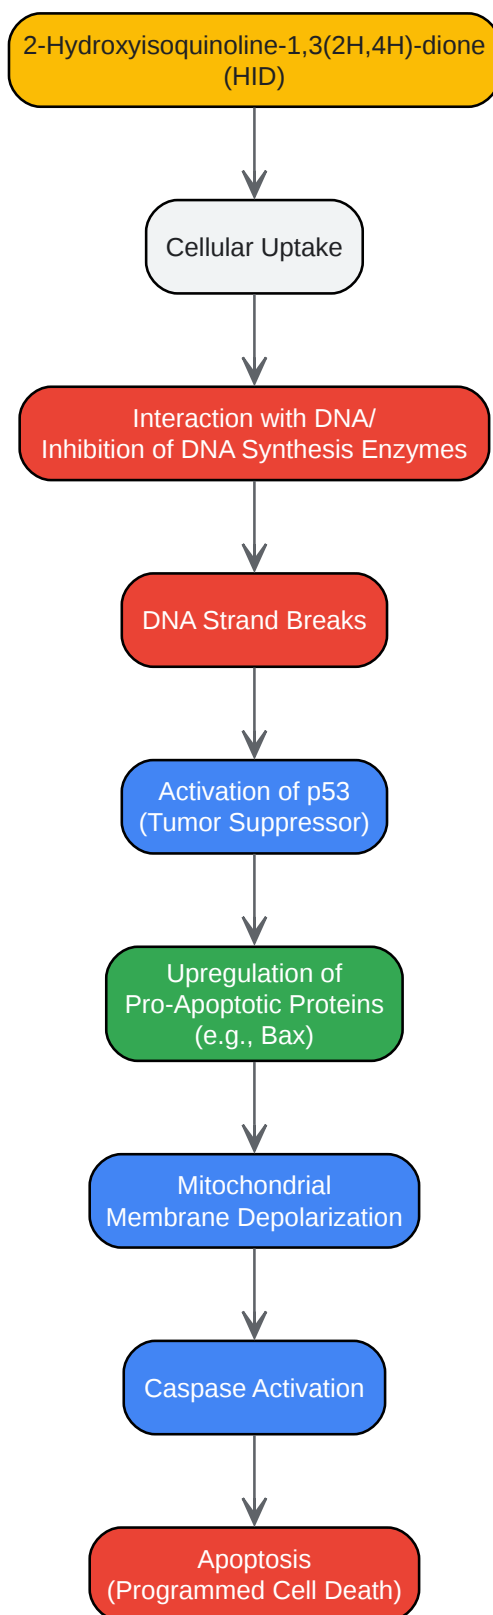 2-Hydroxyisoquinoline-1,3(2H,4H)-dione
(HID)
Cellular Uptake
Interaction with DNA/
Inhibition of DNA Synthesis Enzymes
DNA Strand Breaks
Activation of p53
(Tumor Suppressor)
Upregulation of
Pro-Apoptotic Proteins
(e.g., Bax)
Mitochondrial
Membrane Depolarization
Caspase Activation
Apoptosis
(Programmed Cell Death)